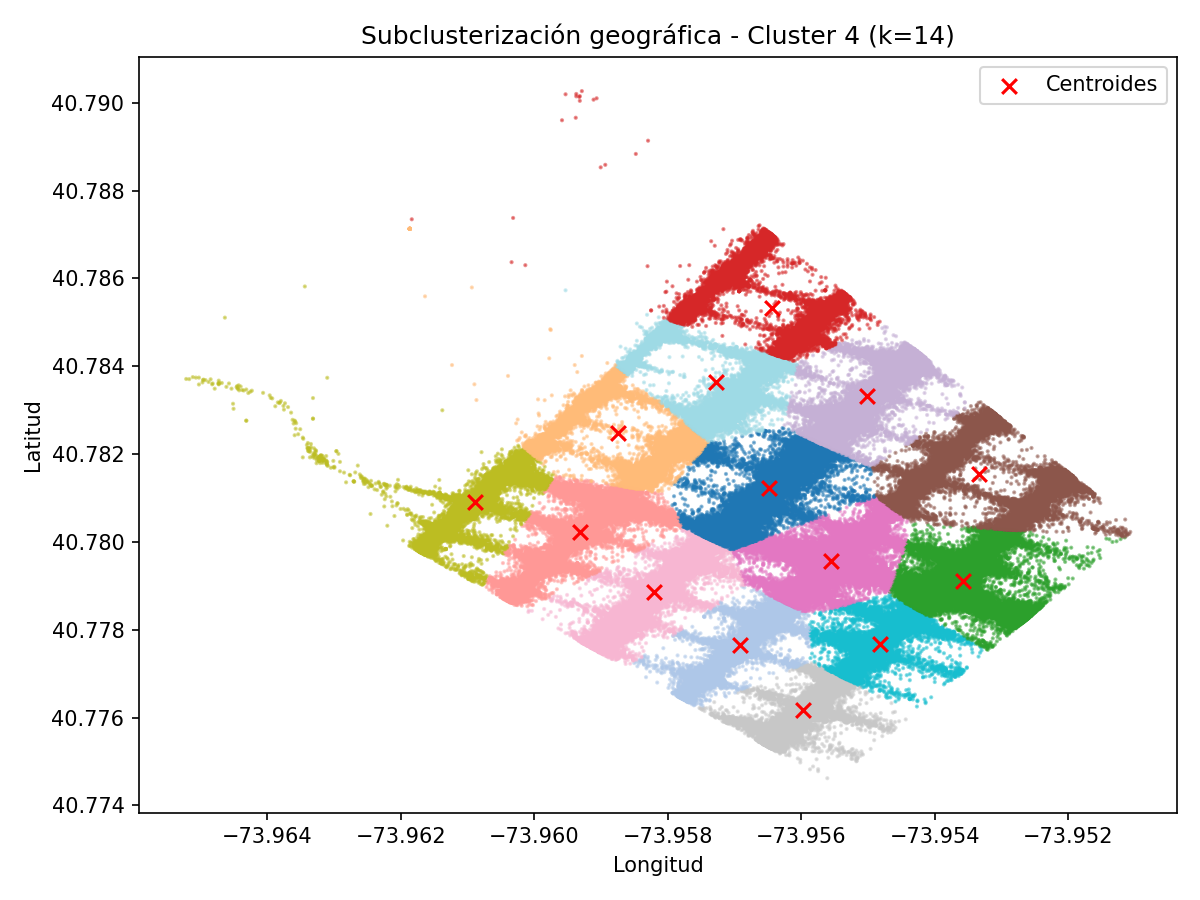 Subclusterización geográfica - Cluster 4 (k=14)
Centroides
40.790
40.788
40.786
40.784
40.782
40.780
40.778
40.776
40.774
Latitud
−73.964 −73.962 −73.960 −73.958 −73.956 −73.954 −73.952
Longitud